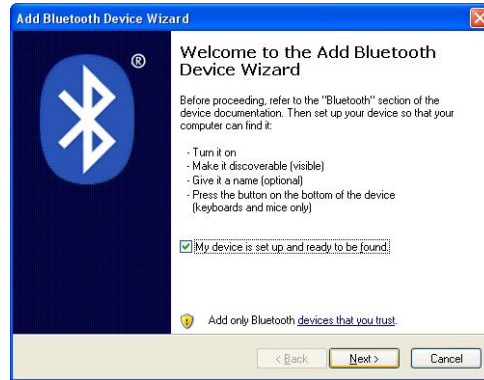 Add Bluetooth Device Wizard
®
Welcome to the Add Bluetooth
Device Wizard
Before proceeding, refer to the "Bluetooth" section of the
device documentation. Then set up your device so that your
computer can find it:
- Turn it on
- Make it discoverable (visible)
- Give it a name (optional)
- Press the button on the bottom of the device
(keyboards and mice only)
My device is set up and ready to be found.
Add only Bluetooth devices that you trust.
< Back Next > Cancel